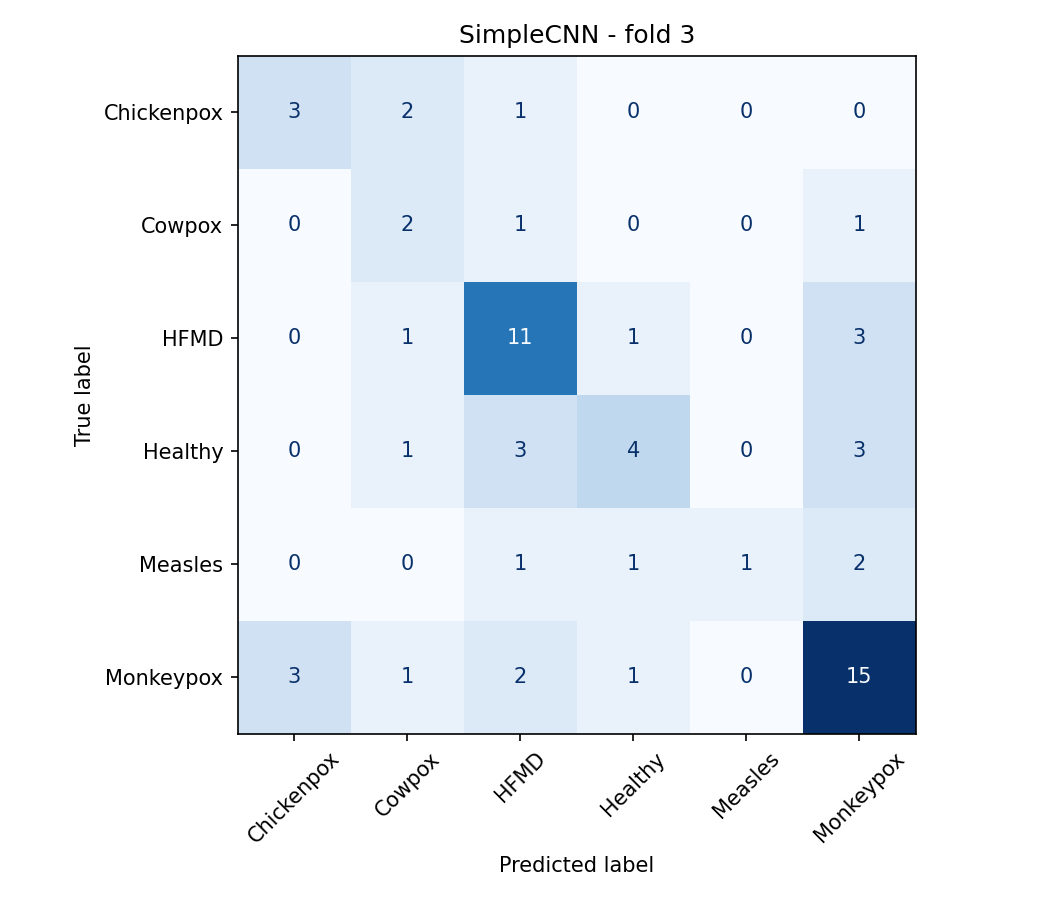 SimpleCNN - fold 3
Chickenpox 3 2 1 0 0 0
Cowpox 0 2 1 0 0 1
HFMD 0 1 11 1 0 3
Healthy 0 1 3 4 0 3
Measles 0 0 1 1 1 2
Monkeypox 3 1 2 1 0 15
True label
Chickenpox Cowpox HFMD Healthy Measles Monkeypox
Predicted label